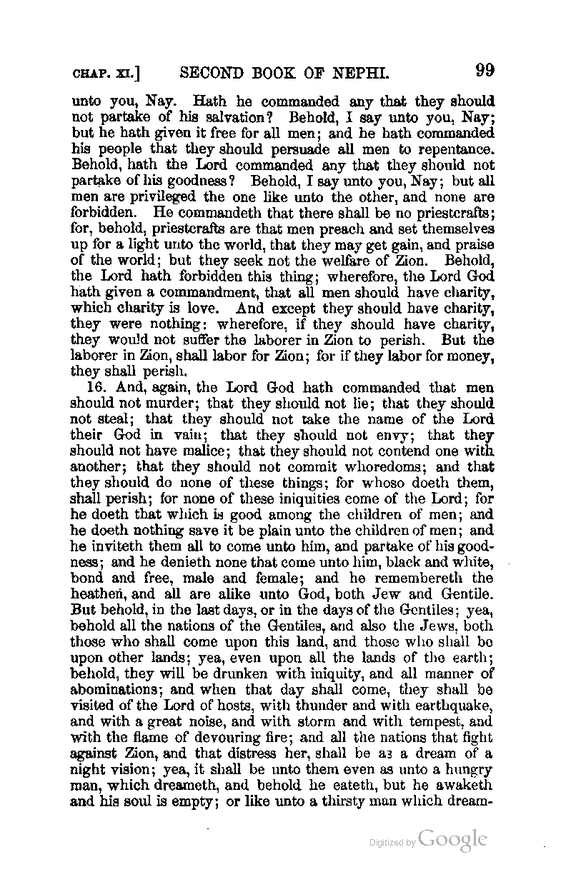 CHAP. XI.] SECOND BOOK OF NEPHI. 99
unto you, Nay. Hath he commanded any that they should
not partake of his salvation? Behold, I say unto you, Nay;
but he hath given it free for all men; and he hath commanded
his people that they should persuade all men to repentance.
Behold, hath the Lord commanded any that they should not
partake of his goodness? Behold, I say unto you, Nay; but all
men are privileged the one like unto the other, and none are
forbidden. He commandeth that there shall be no priestcrafts;
for, behold, priestcrafts are that men preach and set themselves
up for a light unto the world, that they may get gain, and praise
of the world; but they seek not the welfare of Zion. Behold,
the Lord hath forbidden this thing; wherefore, the Lord God
hath given a commandment, that all men should have charity,
which charity is love. And except they should have charity,
they were nothing: wherefore, if they should have charity,
they would not suffer the laborer in Zion to perish. But the
laborer in Zion, shall labor for Zion; for if they labor for money,
they shall perish.
16. And, again, the Lord God hath commanded that men
should not murder; that they should not lie; that they should
not steal; that they should not take the name of the Lord
their God in vain; that they should not envy; that they
should not have malice; that they should not contend one with
another; that they should not commit whoredoms; and that
they should do none of these things; for whoso doeth them,
shall perish; for none of these iniquities come of the Lord; for
he doeth that which is good among the children of men; and
he doeth nothing save it be plain unto the children of men; and
he inviteth them all to come unto him, and partake of his good-
ness; and he denieth none that come unto him, black and white,
bond and free, male and female; and he remembereth the
heathen, and all are alike unto God, both Jew and Gentile.
But behold, in the last days, or in the days of the Gentiles; yea,
behold all the nations of the Gentiles, and also the Jews, both
those who shall come upon this land, and those who shall be
upon other lands; yea, even upon all the lands of the earth;
behold, they will be drunken with iniquity, and all manner of
abominations; and when that day shall come, they shall be
visited of the Lord of hosts, with thunder and with earthquake,
and with a great noise, and with storm and with tempest, and
with the flame of devouring fire; and all the nations that fight
against Zion, and that distress her, shall be as a dream of a
night vision; yea, it shall be unto them even as unto a hungry
man, which dreameth, and behold he eateth, but he awaketh
and his soul is empty; or like unto a thirsty man which dream-
Digitized by Google